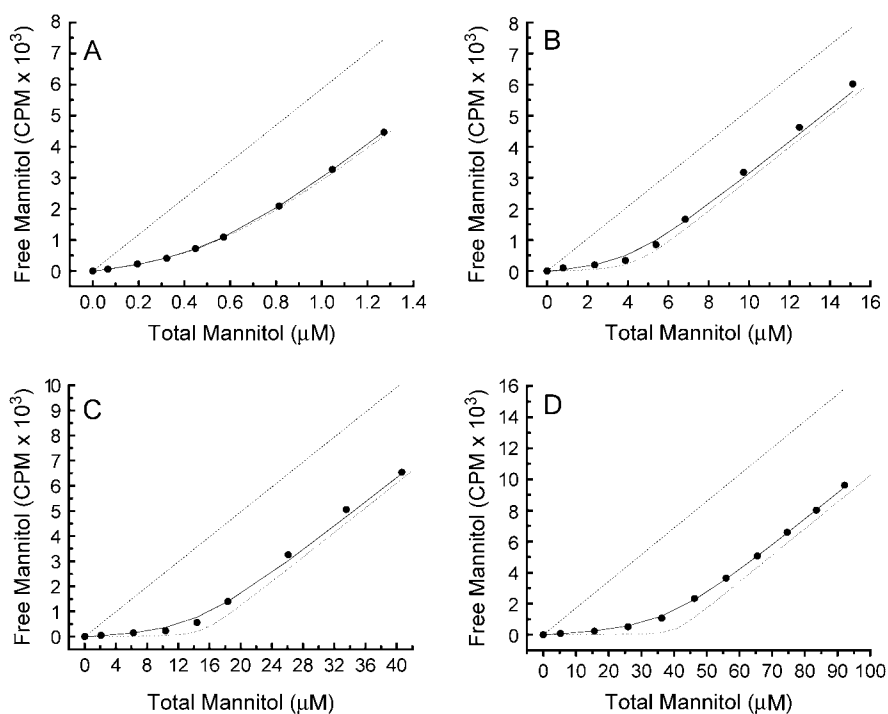 A
Free Mannitol (CPM x 10³)
8
7
6
5
4
3
2
1
0
0.0 0.2 0.4 0.6 0.8 1.0 1.2 1.4
Total Mannitol (μM)
B
Free Mannitol (CPM x 10³)
8
7
6
5
4
3
2
1
0
0 2 4 6 8 10 12 14 16
Total Mannitol (μM)
C
Free Mannitol (CPM x 10³)
10
9
8
7
6
5
4
3
2
1
0
0 4 8 12 16 20 24 28 32 36 40
Total Mannitol (μM)
D
Free Mannitol (CPM x 10³)
16
14
12
10
8
6
4
2
0
0 10 20 30 40 50 60 70 80 90 100
Total Mannitol (μM)